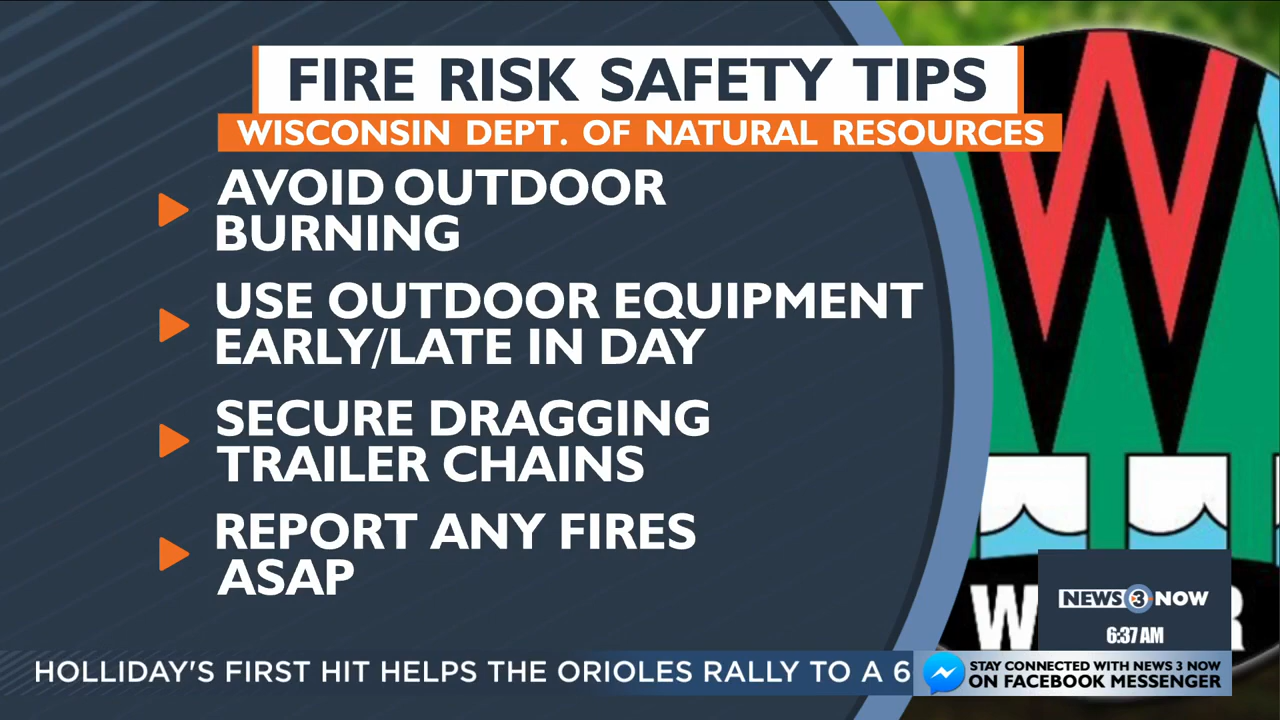 FIRE RISK SAFETY TIPS
WISCONSIN DEPT. OF NATURAL RESOURCES
AVOID OUTDOOR
BURNING
USE OUTDOOR EQUIPMENT
EARLY/LATE IN DAY
SECURE DRAGGING
TRAILER CHAINS
REPORT ANY FIRES
ASAP
W
W
R
NEWS 3 NOW
6:37 AM
HOLLIDAY'S FIRST HIT HELPS THE ORIOLES RALLY TO A 6
STAY CONNECTED WITH NEWS 3 NOW
ON FACEBOOK MESSENGER